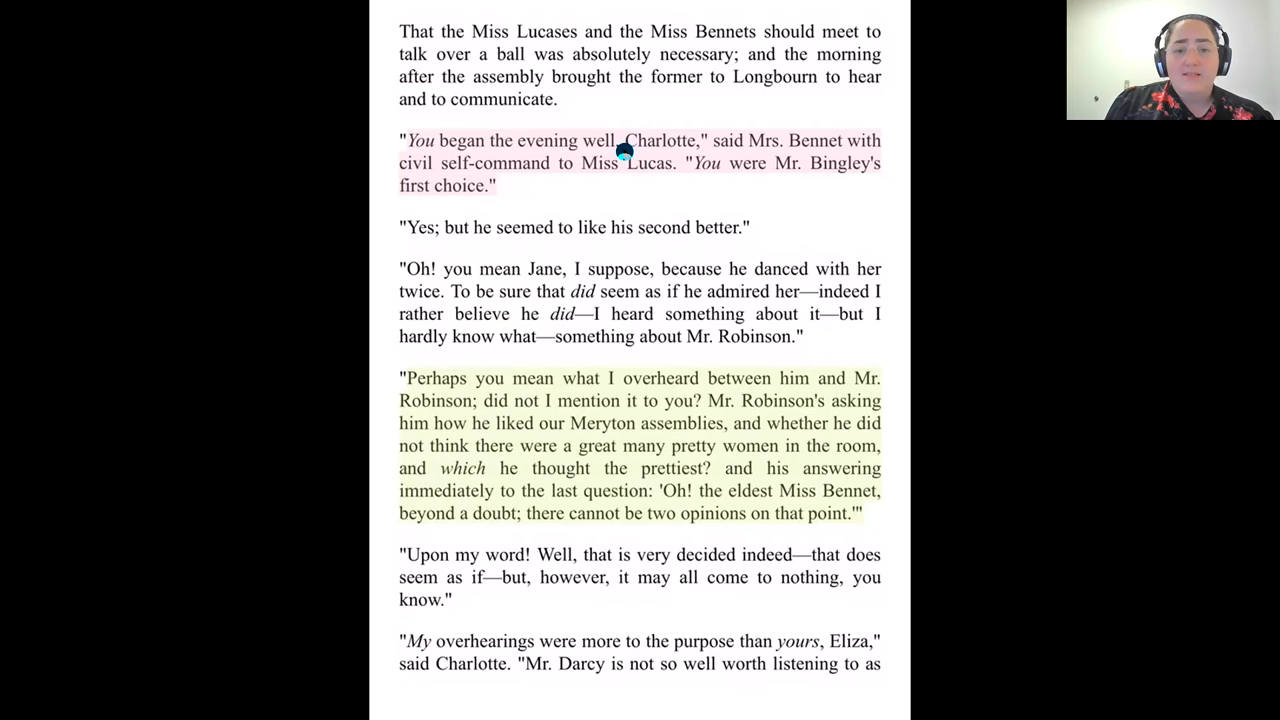 That the Miss Lucases and the Miss Bennets should meet to
talk over a ball was absolutely necessary; and the morning
after the assembly brought the former to Longbourn to hear
and to communicate.
"You began the evening well, Charlotte," said Mrs. Bennet with
civil self-command to Miss Lucas. "You were Mr. Bingley's
first choice."
"Yes; but he seemed to like his second better."
"Oh! you mean Jane, I suppose, because he danced with her
twice. To be sure that did seem as if he admired her—indeed I
rather believe he did—I heard something about it—but I
hardly know what—something about Mr. Robinson."
"Perhaps you mean what I overheard between him and Mr.
Robinson; did not I mention it to you? Mr. Robinson's asking
him how he liked our Meryton assemblies, and whether he did
not think there were a great many pretty women in the room,
and which he thought the prettiest? and his answering
immediately to the last question: 'Oh! the eldest Miss Bennet,
beyond a doubt; there cannot be two opinions on that point.'"
"Upon my word! Well, that is very decided indeed—that does
seem as if—but, however, it may all come to nothing, you
know."
"My overhearings were more to the purpose than yours, Eliza,"
said Charlotte. "Mr. Darcy is not so well worth listening to as